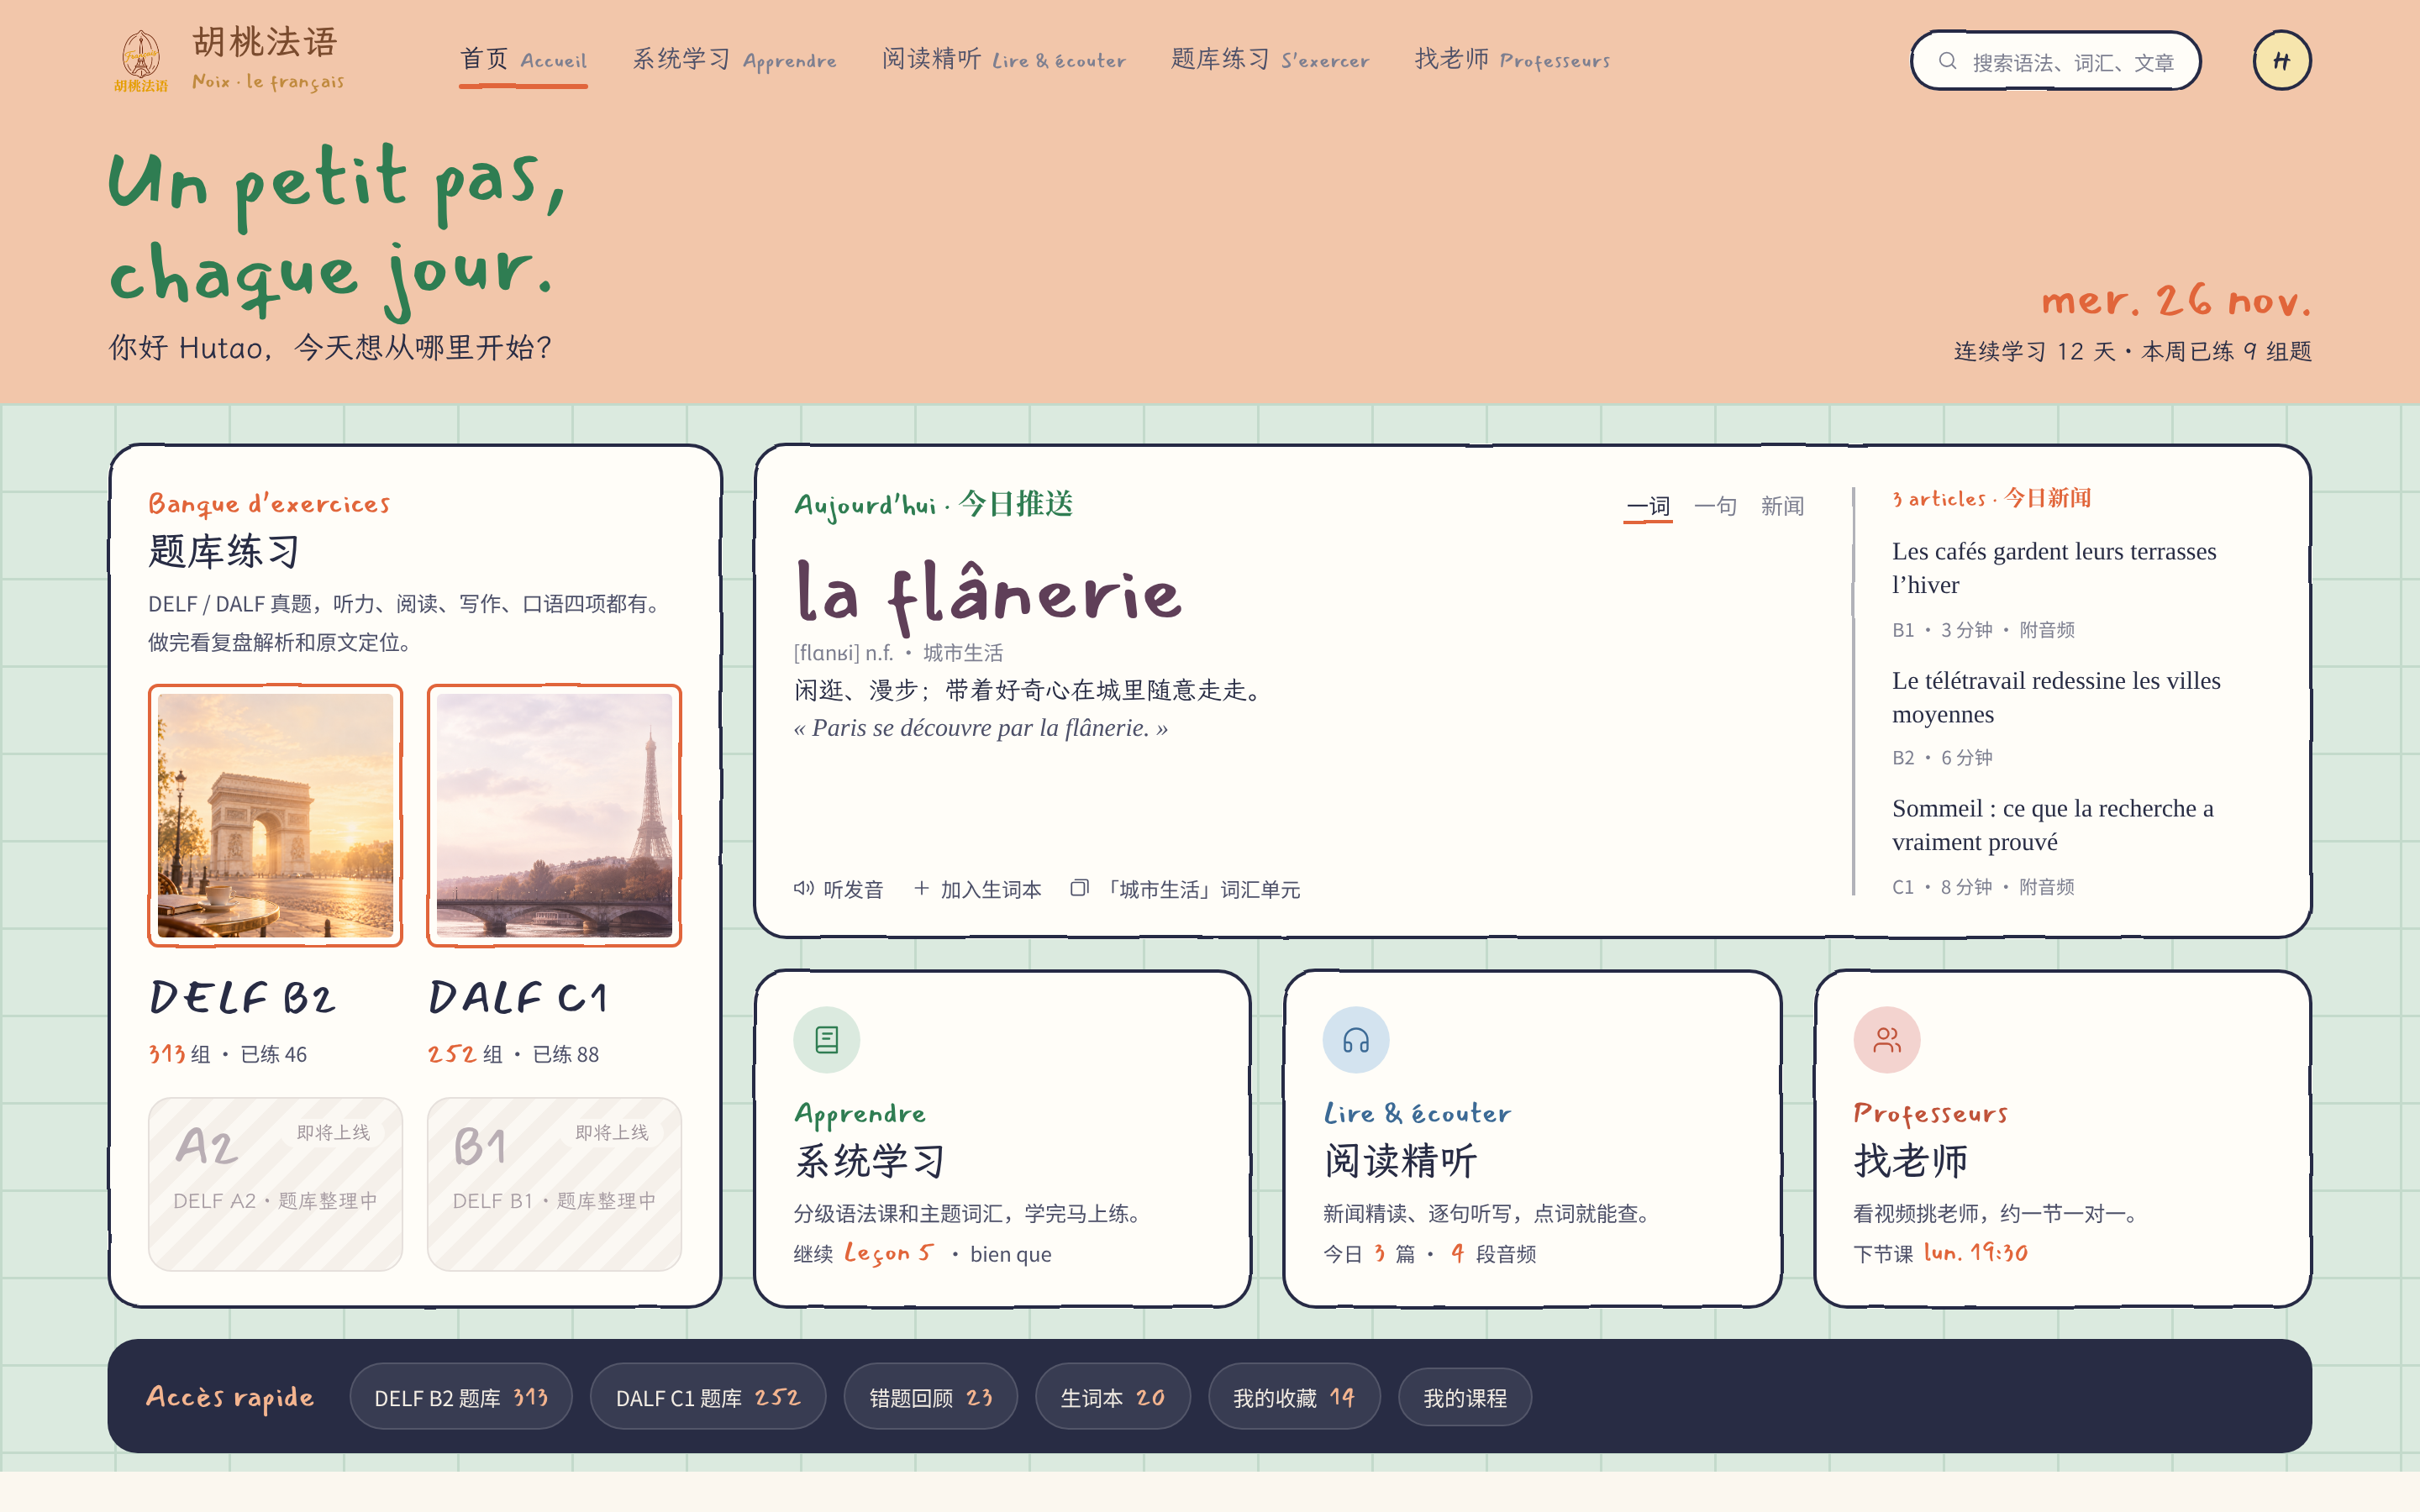 胡桃法语
胡桃法语
Noix · le français
首页 Accueil
系统学习 Apprendre
阅读精听 Lire & écouter
题库练习 S'exercer
找老师 Professeurs
搜索语法、词汇、文章
H
Un petit pas,
chaque jour.
你好 Hutao，今天想从哪里开始？
mer. 26 nov.
连续学习 12 天 · 本周已练 9 组题
Banque d'exercices
题库练习
DELF / DALF 真题，听力、阅读、写作、口语四项都有。
做完看复盘解析和原文定位。
DELF B2
313 组 · 已练 46
DALF C1
252 组 · 已练 88
A2 即将上线
DELF A2 · 题库整理中
B1 即将上线
DELF B1 · 题库整理中
Aujourd'hui · 今日推送
一词 一句 新闻
la flânerie
[flɑnʁi] n.f. · 城市生活
闲逛、漫步；带着好奇心在城里随意走走。
« Paris se découvre par la flânerie. »
听发音 加入生词本 「城市生活」词汇单元
3 articles · 今日新闻
Les cafés gardent leurs terrasses
l’hiver
B1 · 3 分钟 · 附音频
Le télétravail redessine les villes
moyennes
B2 · 6 分钟
Sommeil : ce que la recherche a
vraiment prouvé
C1 · 8 分钟 · 附音频
Apprendre
系统学习
分级语法课和主题词汇，学完马上练。
继续 Leçon 5 · bien que
Lire & écouter
阅读精听
新闻精读、逐句听写，点词就能查。
今日 3 篇 · 4 段音频
Professeurs
找老师
看视频挑老师，约一节一对一。
下节课 lun. 19:30
Accès rapide
DELF B2 题库 313
DALF C1 题库 252
错题回顾 23
生词本 20
我的收藏 14
我的课程